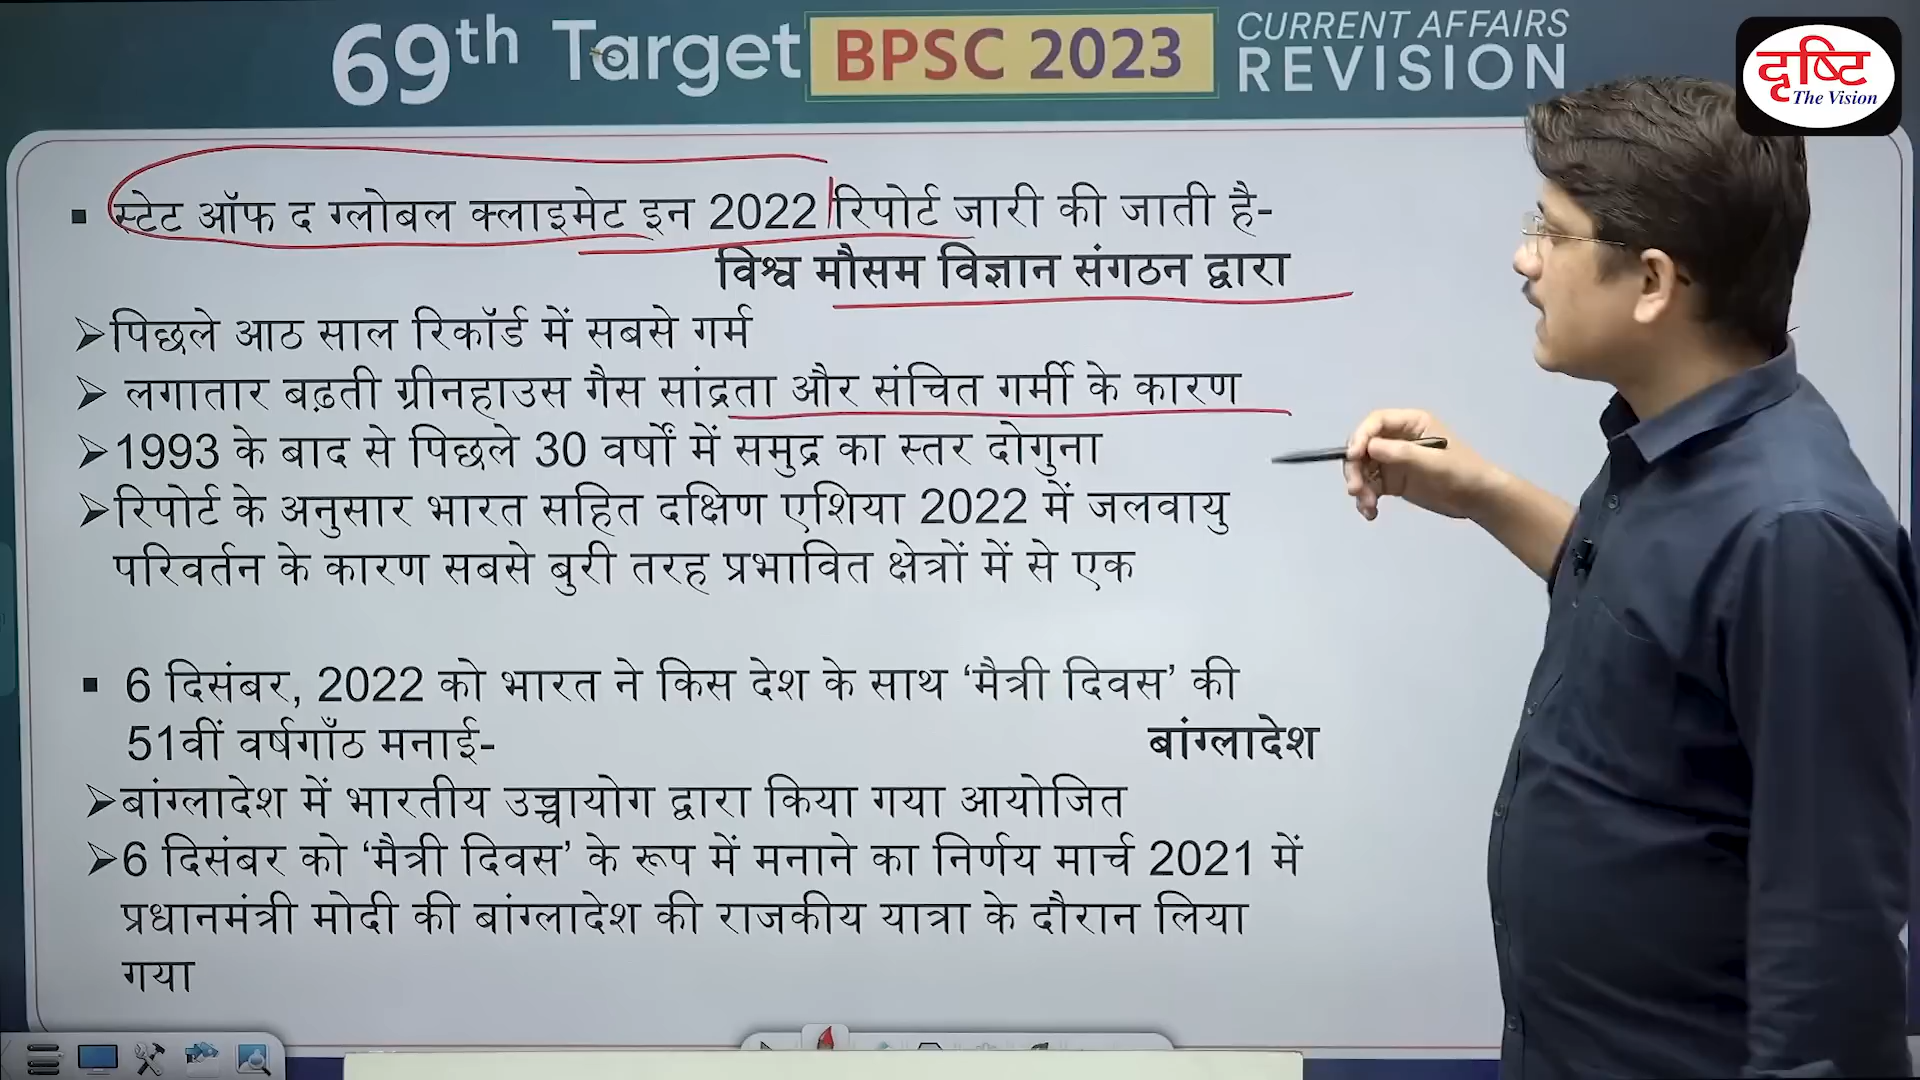 69th Target BPSC 2023 CURRENT AFFAIRS
REVISION
दृष्टि
The Vision
▪ स्टेट ऑफ द ग्लोबल क्लाइमेट इन 2022 रिपोर्ट जारी की जाती है-
विश्व मौसम विज्ञान संगठन द्वारा
➢पिछले आठ साल रिकॉर्ड में सबसे गर्म
➢ लगातार बढ़ती ग्रीनहाउस गैस सांद्रता और संचित गर्मी के कारण
➢1993 के बाद से पिछले 30 वर्षों में समुद्र का स्तर दोगुना
➢रिपोर्ट के अनुसार भारत सहित दक्षिण एशिया 2022 में जलवायु
परिवर्तन के कारण सबसे बुरी तरह प्रभावित क्षेत्रों में से एक
▪ 6 दिसंबर, 2022 को भारत ने किस देश के साथ ‘मैत्री दिवस’ की
51वीं वर्षगाँठ मनाई- बांग्लादेश
➢बांग्लादेश में भारतीय उच्चायोग द्वारा किया गया आयोजित
➢6 दिसंबर को ‘मैत्री दिवस’ के रूप में मनाने का निर्णय मार्च 2021 में
प्रधानमंत्री मोदी की बांग्लादेश की राजकीय यात्रा के दौरान लिया
गया